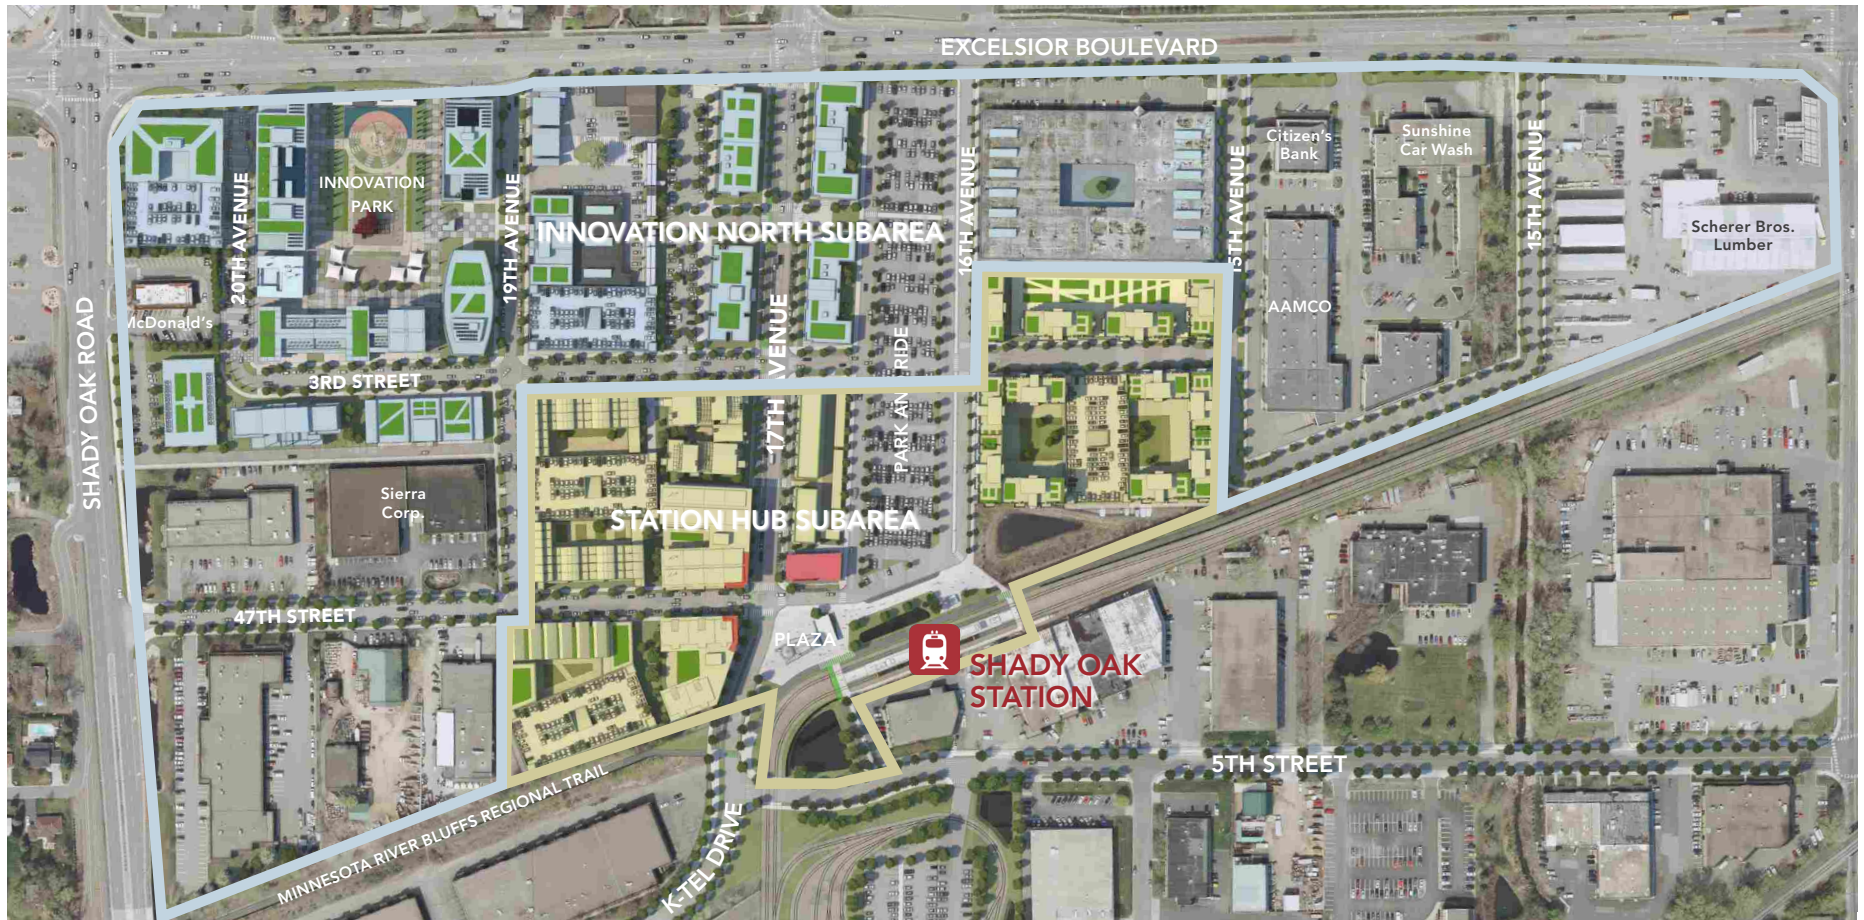 EXCELSIOR BOULEVARD
Citizen's
Bank
Sunshine
Car Wash
INNOVATION
PARK
20TH AVENUE
19TH AVENUE
16TH AVENUE
15TH AVENUE
15TH AVENUE
INNOVATION NORTH SUBAREA
Scherer Bros.
Lumber
McDonald's
AAMCO
SHADY OAK ROAD
17TH AVENUE
PARK AND RIDE
3RD STREET
Sierra
Corp.
STATION HUB SUBAREA
47TH STREET
PLAZA
SHADY OAK
STATION
5TH STREET
MINNESOTA RIVER BLUFFS REGIONAL TRAIL
K-TEL DRIVE